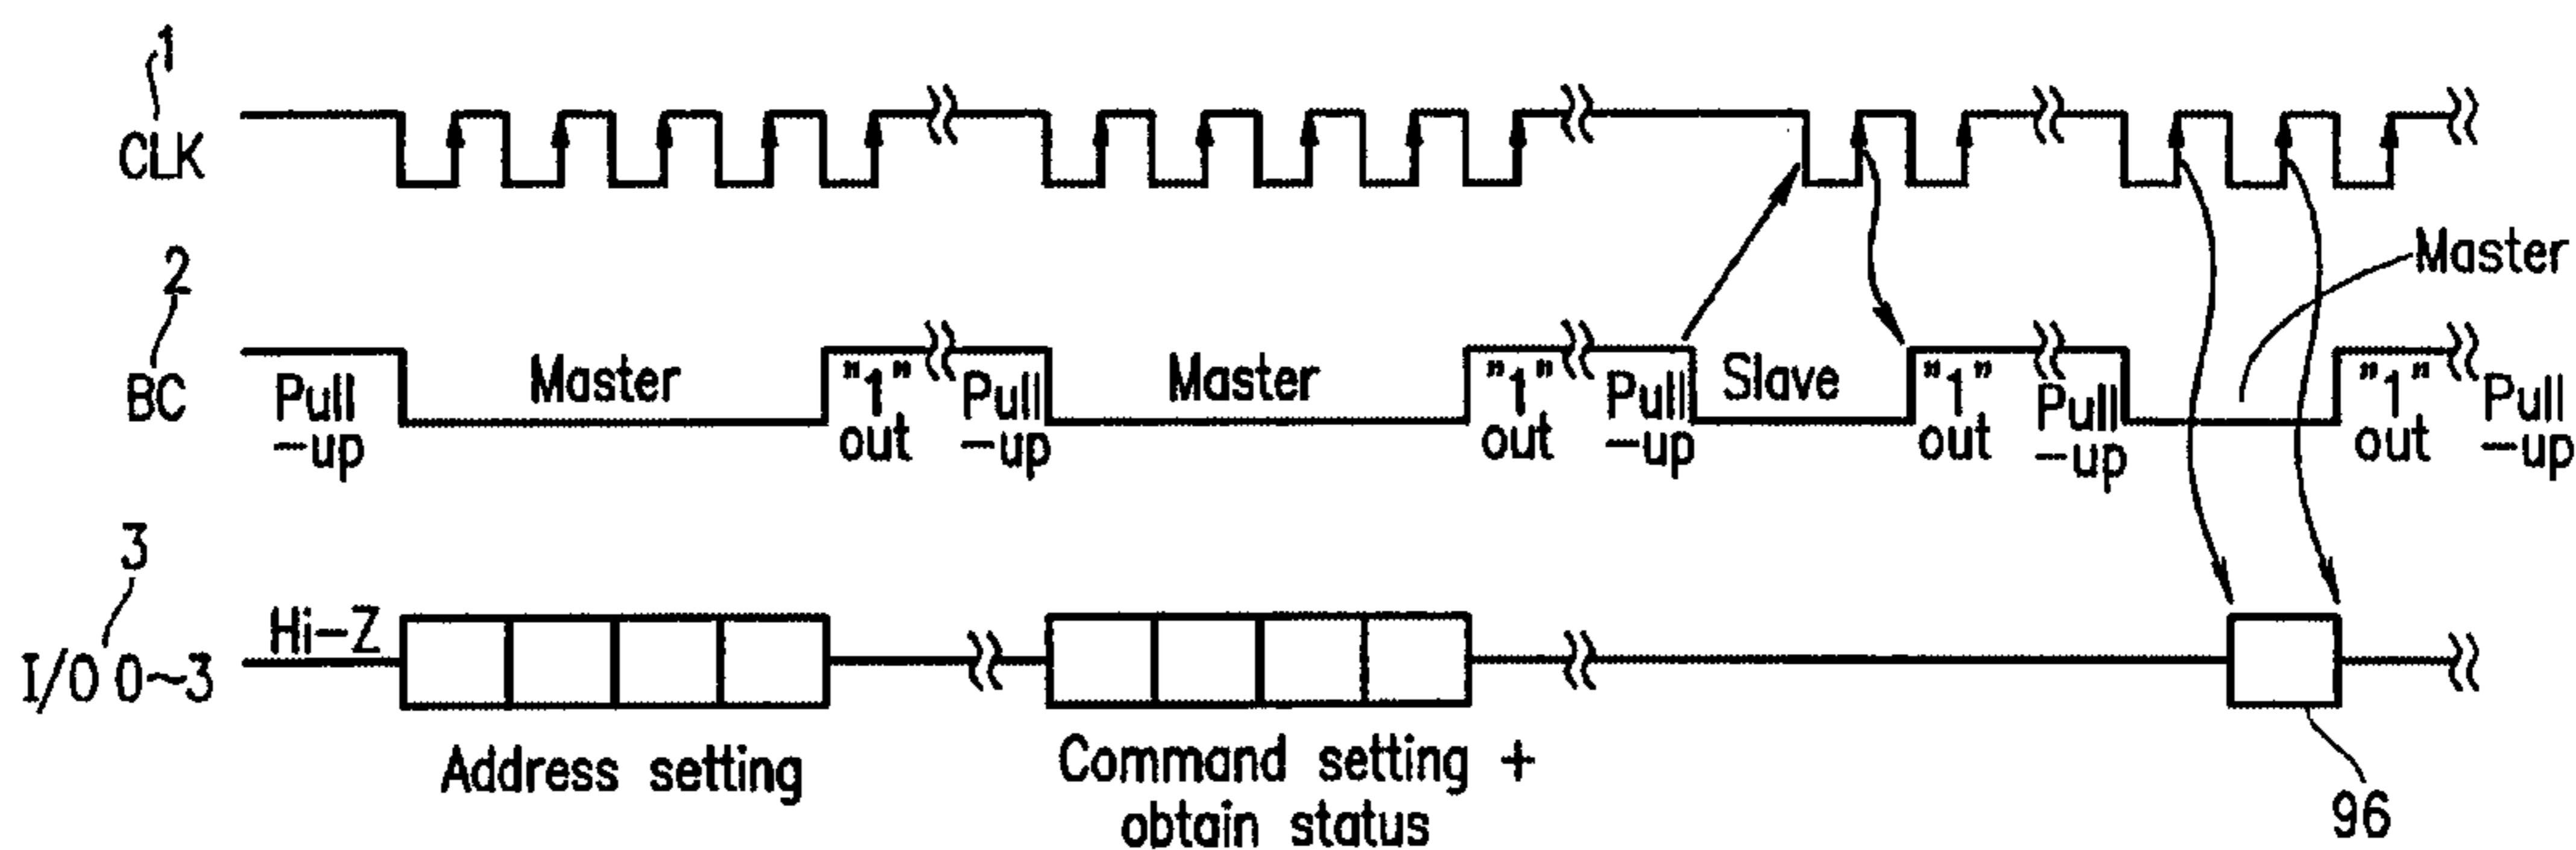 1
CLK
2
BC
Pull
-up
Master
"1"
out
Pull
-up
Master
"1"
out
Pull
-up
Slave
"1"
out
Pull
-up
Master
"1"
out
Pull
-up
3
I/O 0~3
Hi-Z
Address setting
Command setting +
obtain status
96